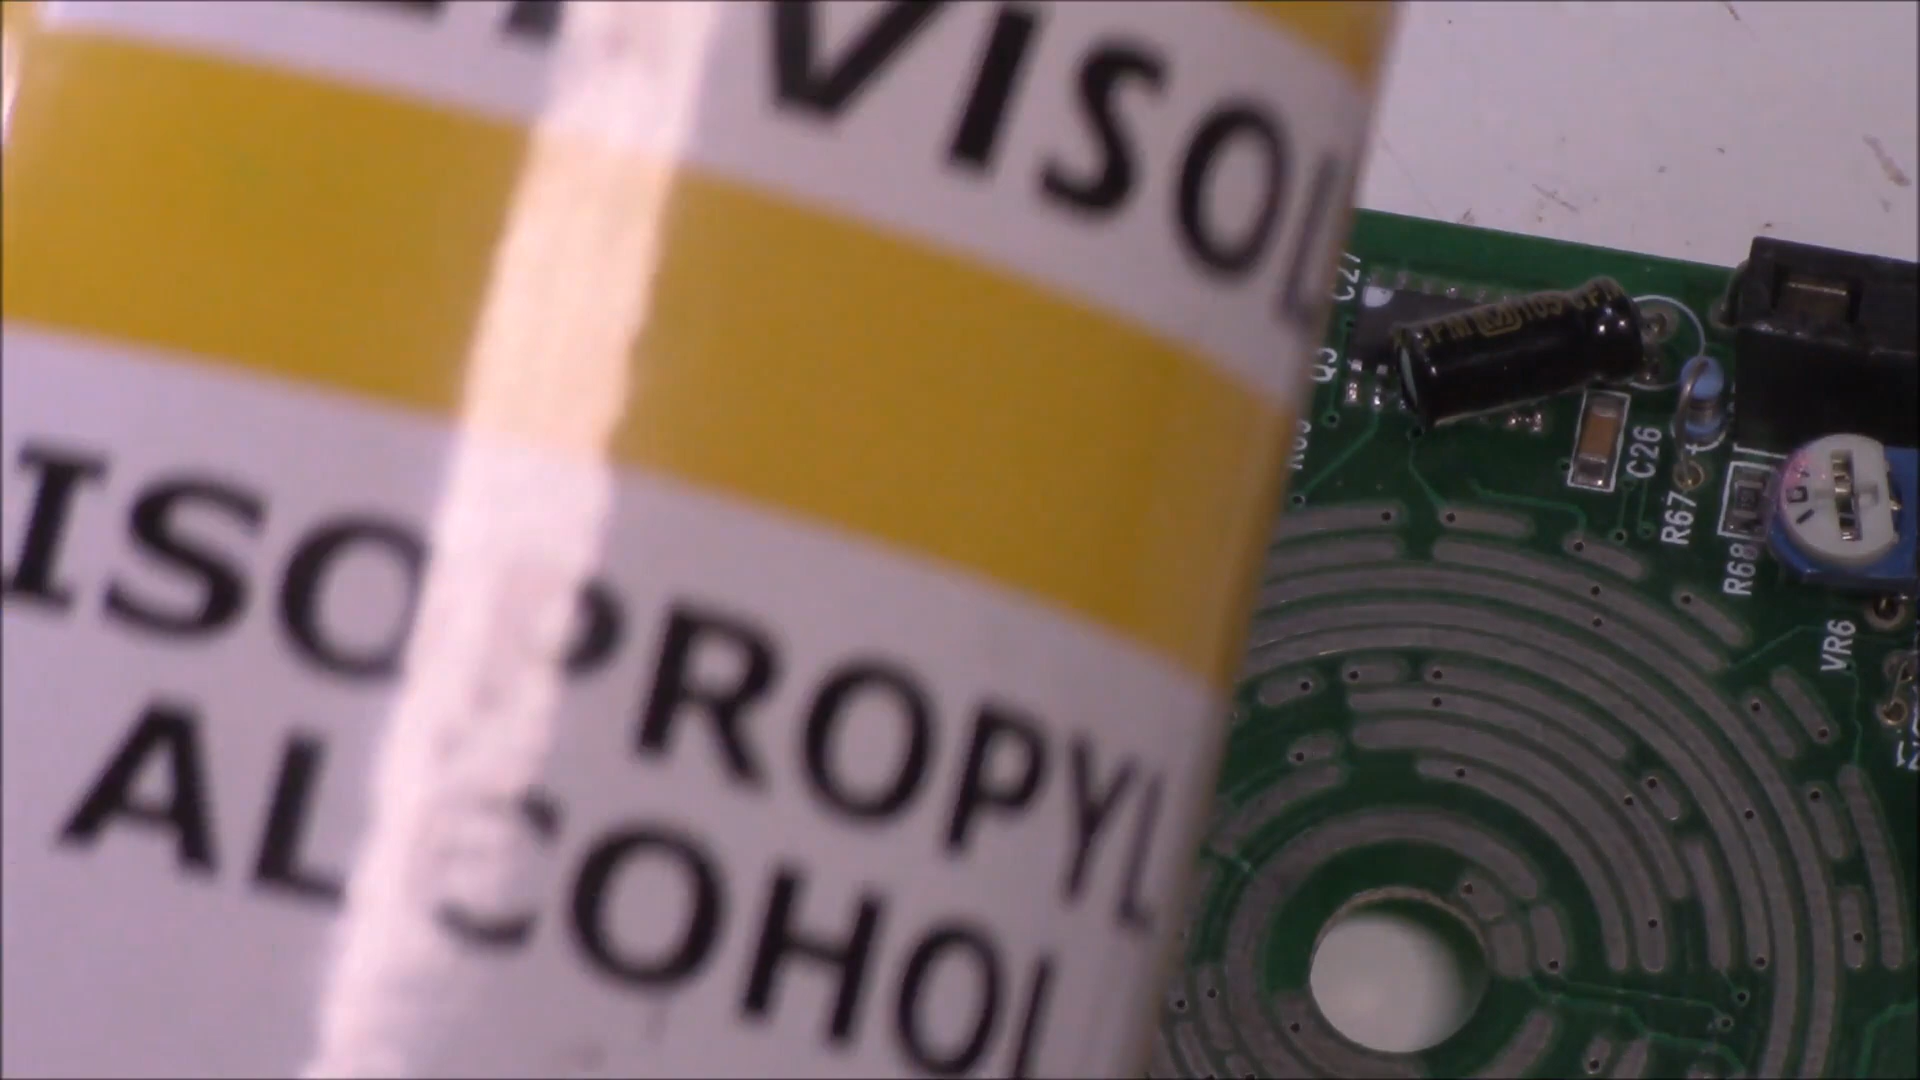 VISOL
ISOPROPYL
ALCOHOL
C27
Q3
C26
R67
R68
VR6